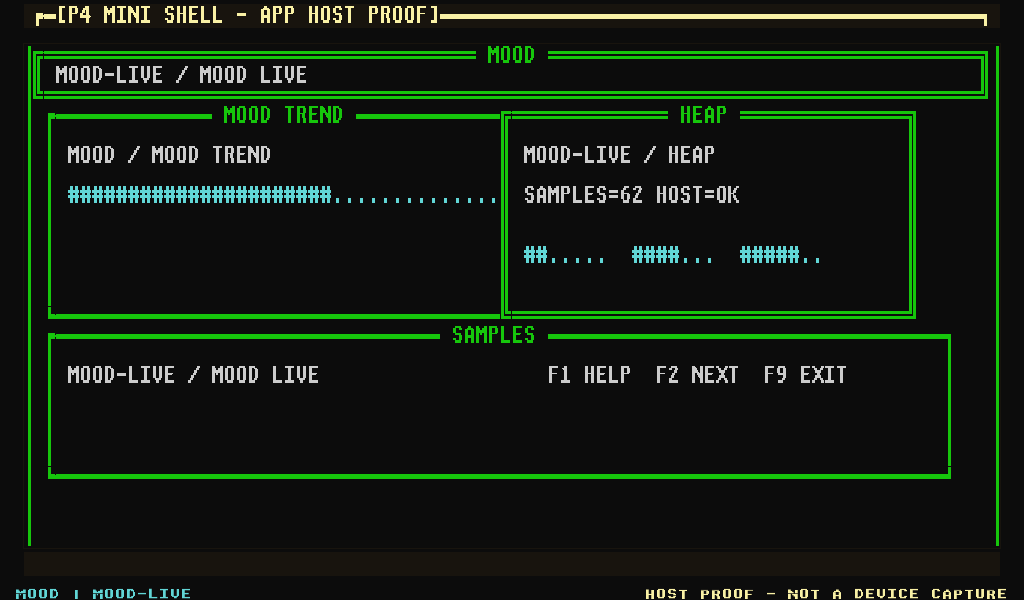 [P4 MINI SHELL - APP HOST PROOF]
MOOD
MOOD-LIVE / MOOD LIVE
MOOD TREND
MOOD / MOOD TREND
######################..............
HEAP
MOOD-LIVE / HEAP
SAMPLES=62 HOST=OK
##..... ####... #####..
SAMPLES
MOOD-LIVE / MOOD LIVE F1 HELP F2 NEXT F9 EXIT
MOOD | MOOD-LIVE
HOST PROOF - NOT A DEVICE CAPTURE